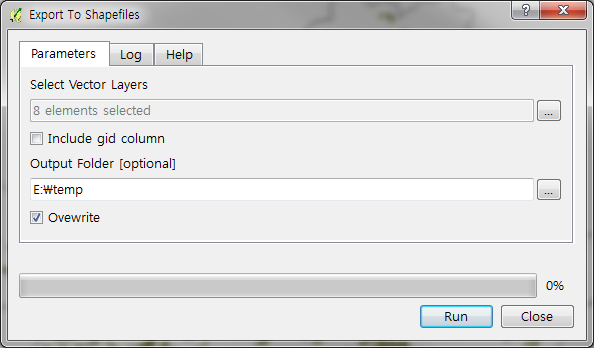 Export To Shapefiles
Parameters Log Help
Select Vector Layers
8 elements selected ...
Include gid column
Output Folder [optional]
E:₩temp ...
Ovewrite
0%
Run Close